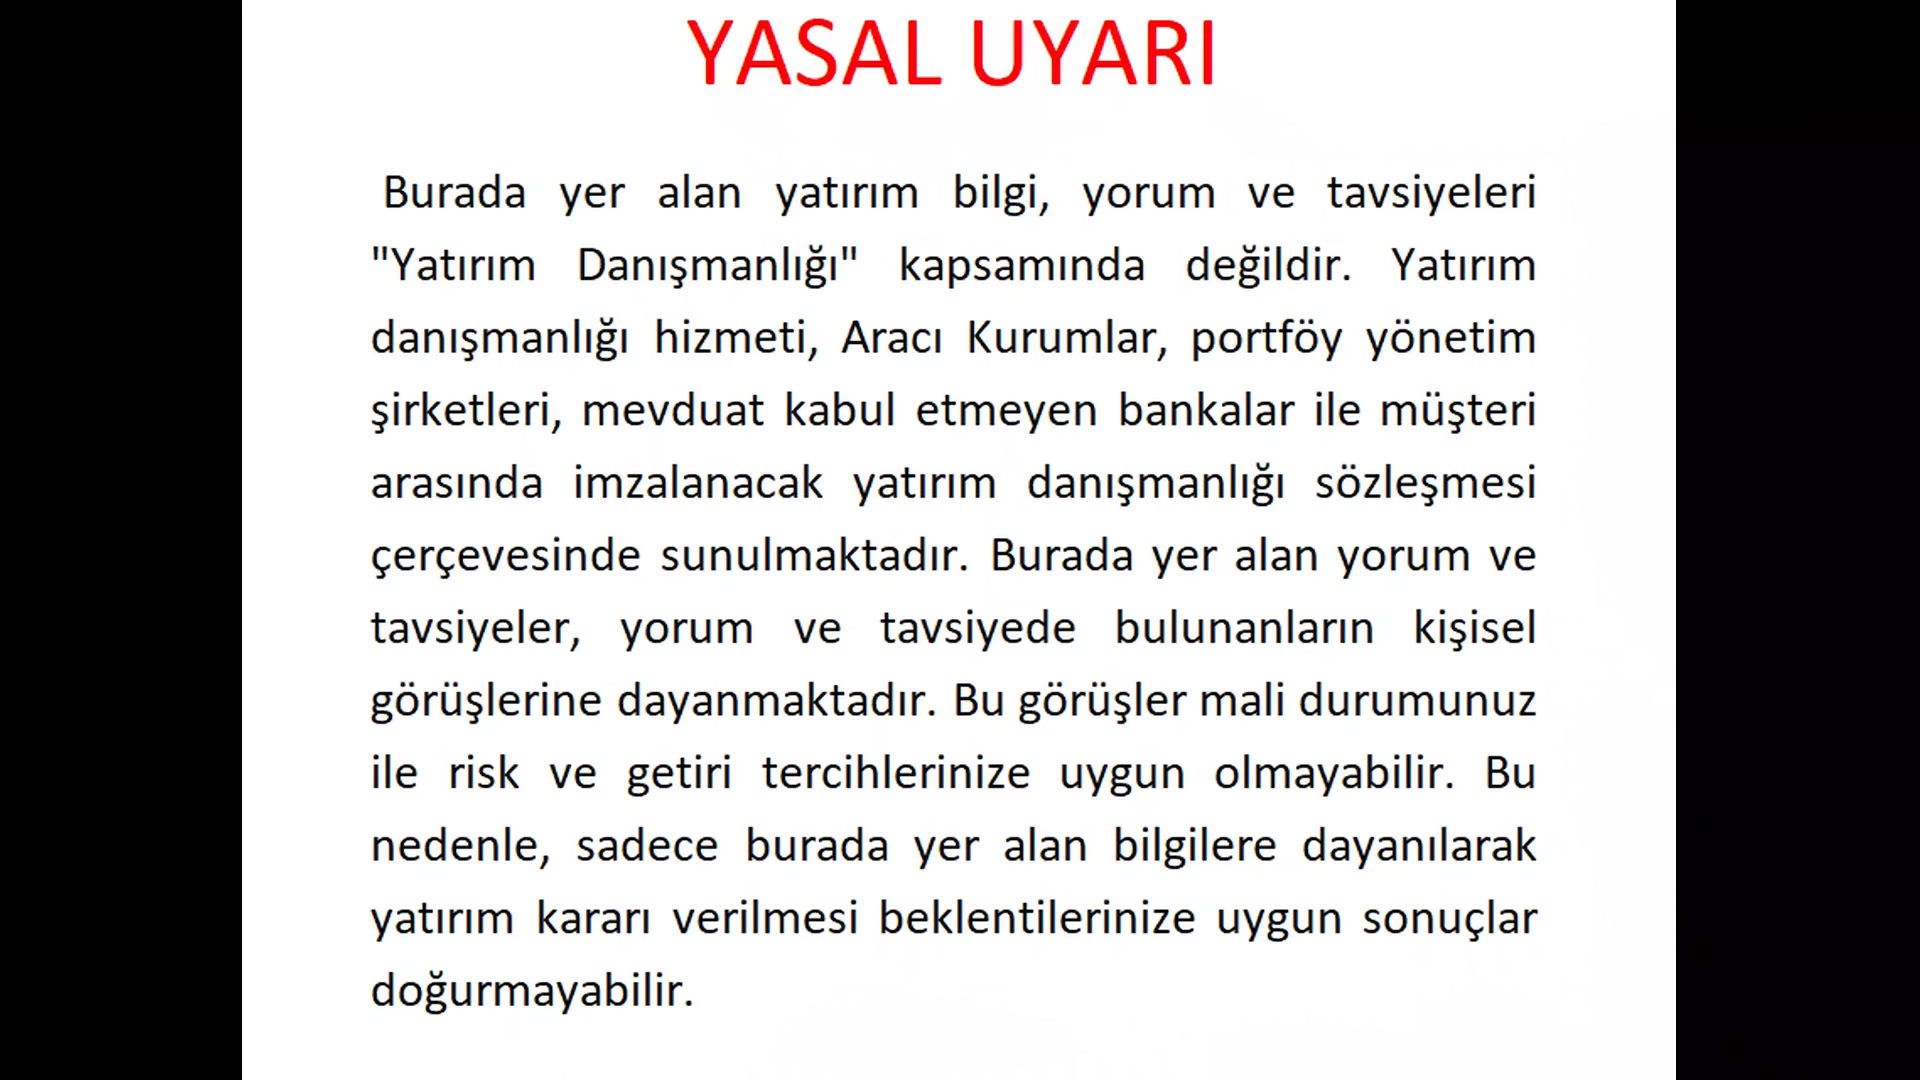 YASAL UYARI
Burada yer alan yatırım bilgi, yorum ve tavsiyeleri
"Yatırım Danışmanlığı" kapsamında değildir. Yatırım
danışmanlığı hizmeti, Aracı Kurumlar, portföy yönetim
şirketleri, mevduat kabul etmeyen bankalar ile müşteri
arasında imzalanacak yatırım danışmanlığı sözleşmesi
çerçevesinde sunulmaktadır. Burada yer alan yorum ve
tavsiyeler, yorum ve tavsiyede bulunanların kişisel
görüşlerine dayanmaktadır. Bu görüşler mali durumunuz
ile risk ve getiri tercihlerinize uygun olmayabilir. Bu
nedenle, sadece burada yer alan bilgilere dayanılarak
yatırım kararı verilmesi beklentilerinize uygun sonuçlar
doğurmayabilir.